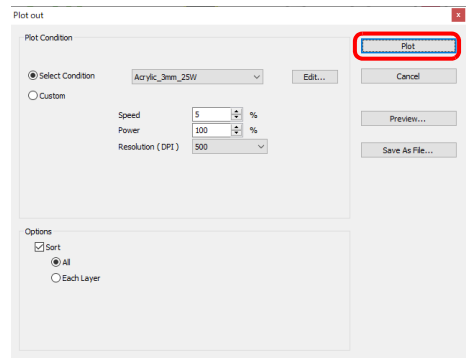 Plot out
x
Plot Condition
Plot
Select Condition Acrylic_3mm_25W Edit... Cancel
Custom
Speed 5 %
Preview...
Power 100 %
Resolution ( DPI ) 500
Save As File...
Options
Sort
All
Each Layer